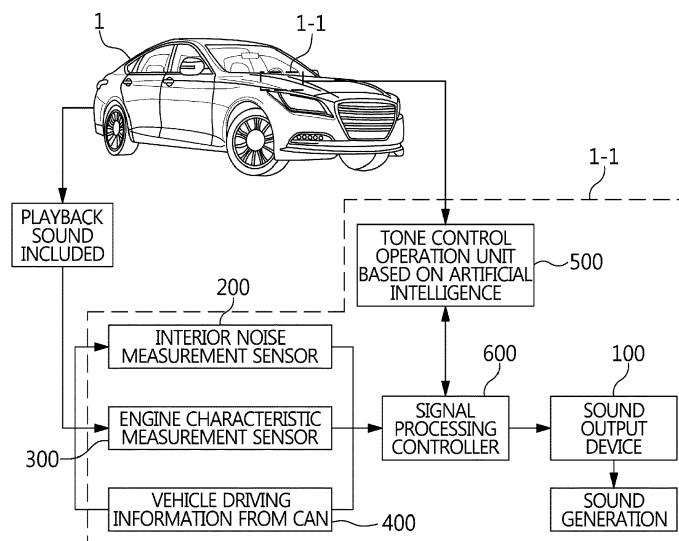 1
1-1
1-1
PLAYBACK
SOUND
INCLUDED
TONE CONTROL
OPERATION UNIT
BASED ON ARTIFICIAL
INTELLIGENCE
500
200
INTERIOR NOISE
MEASUREMENT SENSOR
600
100
ENGINE CHARACTERISTIC
MEASUREMENT SENSOR
300
SIGNAL
PROCESSING
CONTROLLER
SOUND
OUTPUT
DEVICE
VEHICLE DRIVING
INFORMATION FROM CAN
400
SOUND
GENERATION